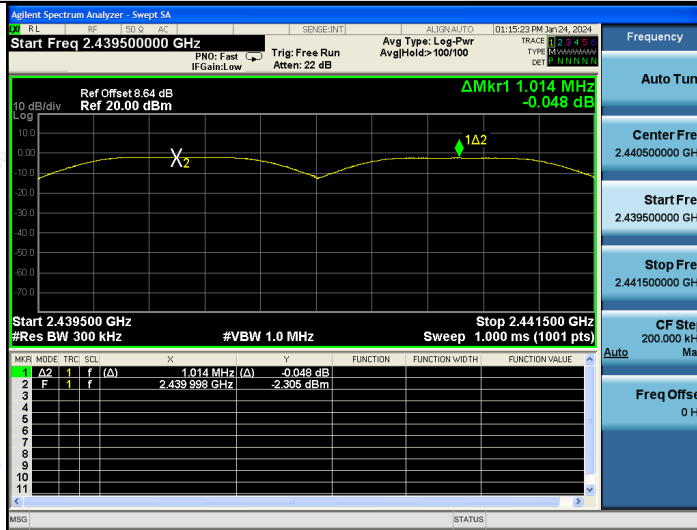 Agilent Spectrum Analyzer - Swept SA
LXI RL RF 50 Ω AC SENSE:INT ALIGN AUTO 01:15:23 PM Jan 24, 2024
Start Freq 2.439500000 GHz
PNO: Fast
IFGain:Low
Trig: Free Run
Atten: 22 dB
Avg Type: Log-Pwr
Avg|Hold:> 100/100
TRACE 1 2 3 4 5 6
TYPE M
DET P N N N N N
Ref Offset 8.64 dB
Ref 20.00 dBm
10 dB/div
Log
ΔMkr1 1.014 MHz
-0.048 dB
10.0
0.00
-10.0
-20.0
-30.0
-40.0
-50.0
-60.0
-70.0
X2
1Δ2
Start 2.439500 GHz Stop 2.441500 GHz
#Res BW 300 kHz #VBW 1.0 MHz Sweep 1.000 ms (1001 pts)
MKR MODE TRC SCL X Y FUNCTION FUNCTION WIDTH FUNCTION VALUE
1 Δ2 1 f (Δ) 1.014 MHz (Δ) -0.048 dB
2 F 1 f 2.439 998 GHz -2.305 dBm
3
4
5
6
7
8
9
10
11
MSG STATUS
Frequency
Auto Tun
Center Fre
2.440500000 GH
Start Fre
2.439500000 GH
Stop Fre
2.441500000 GH
CF Ste
200.000 kH
Auto Ma
Freq Offse
0 H